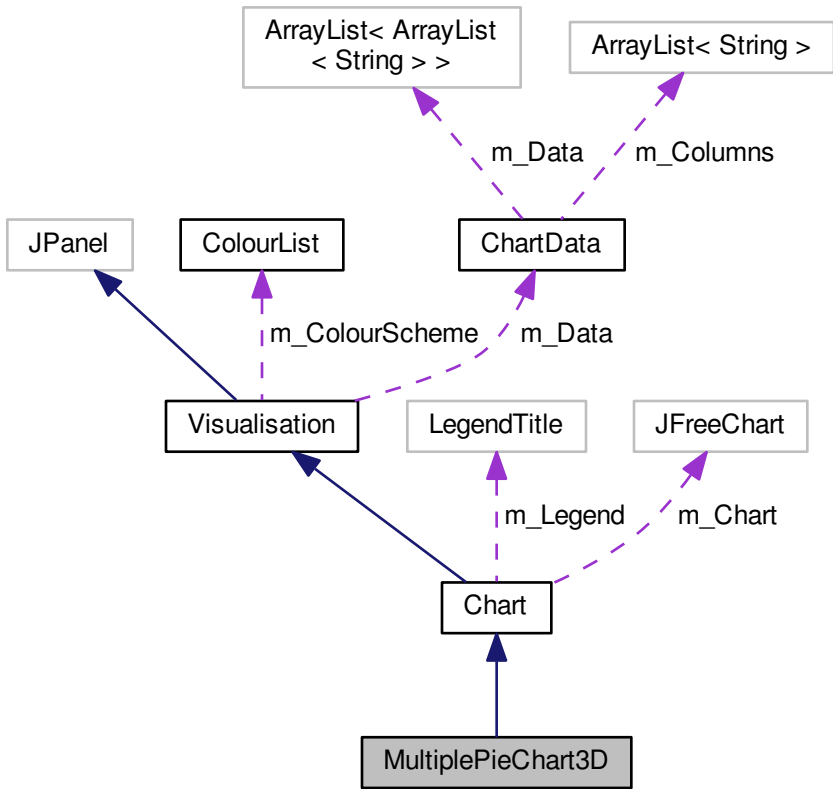 ArrayList< ArrayList
< String > >
ArrayList< String >
m_Data
m_Columns
JPanel
ColourList
ChartData
m_ColourScheme
m_Data
Visualisation
LegendTitle
JFreeChart
m_Legend
m_Chart
Chart
MultiplePieChart3D